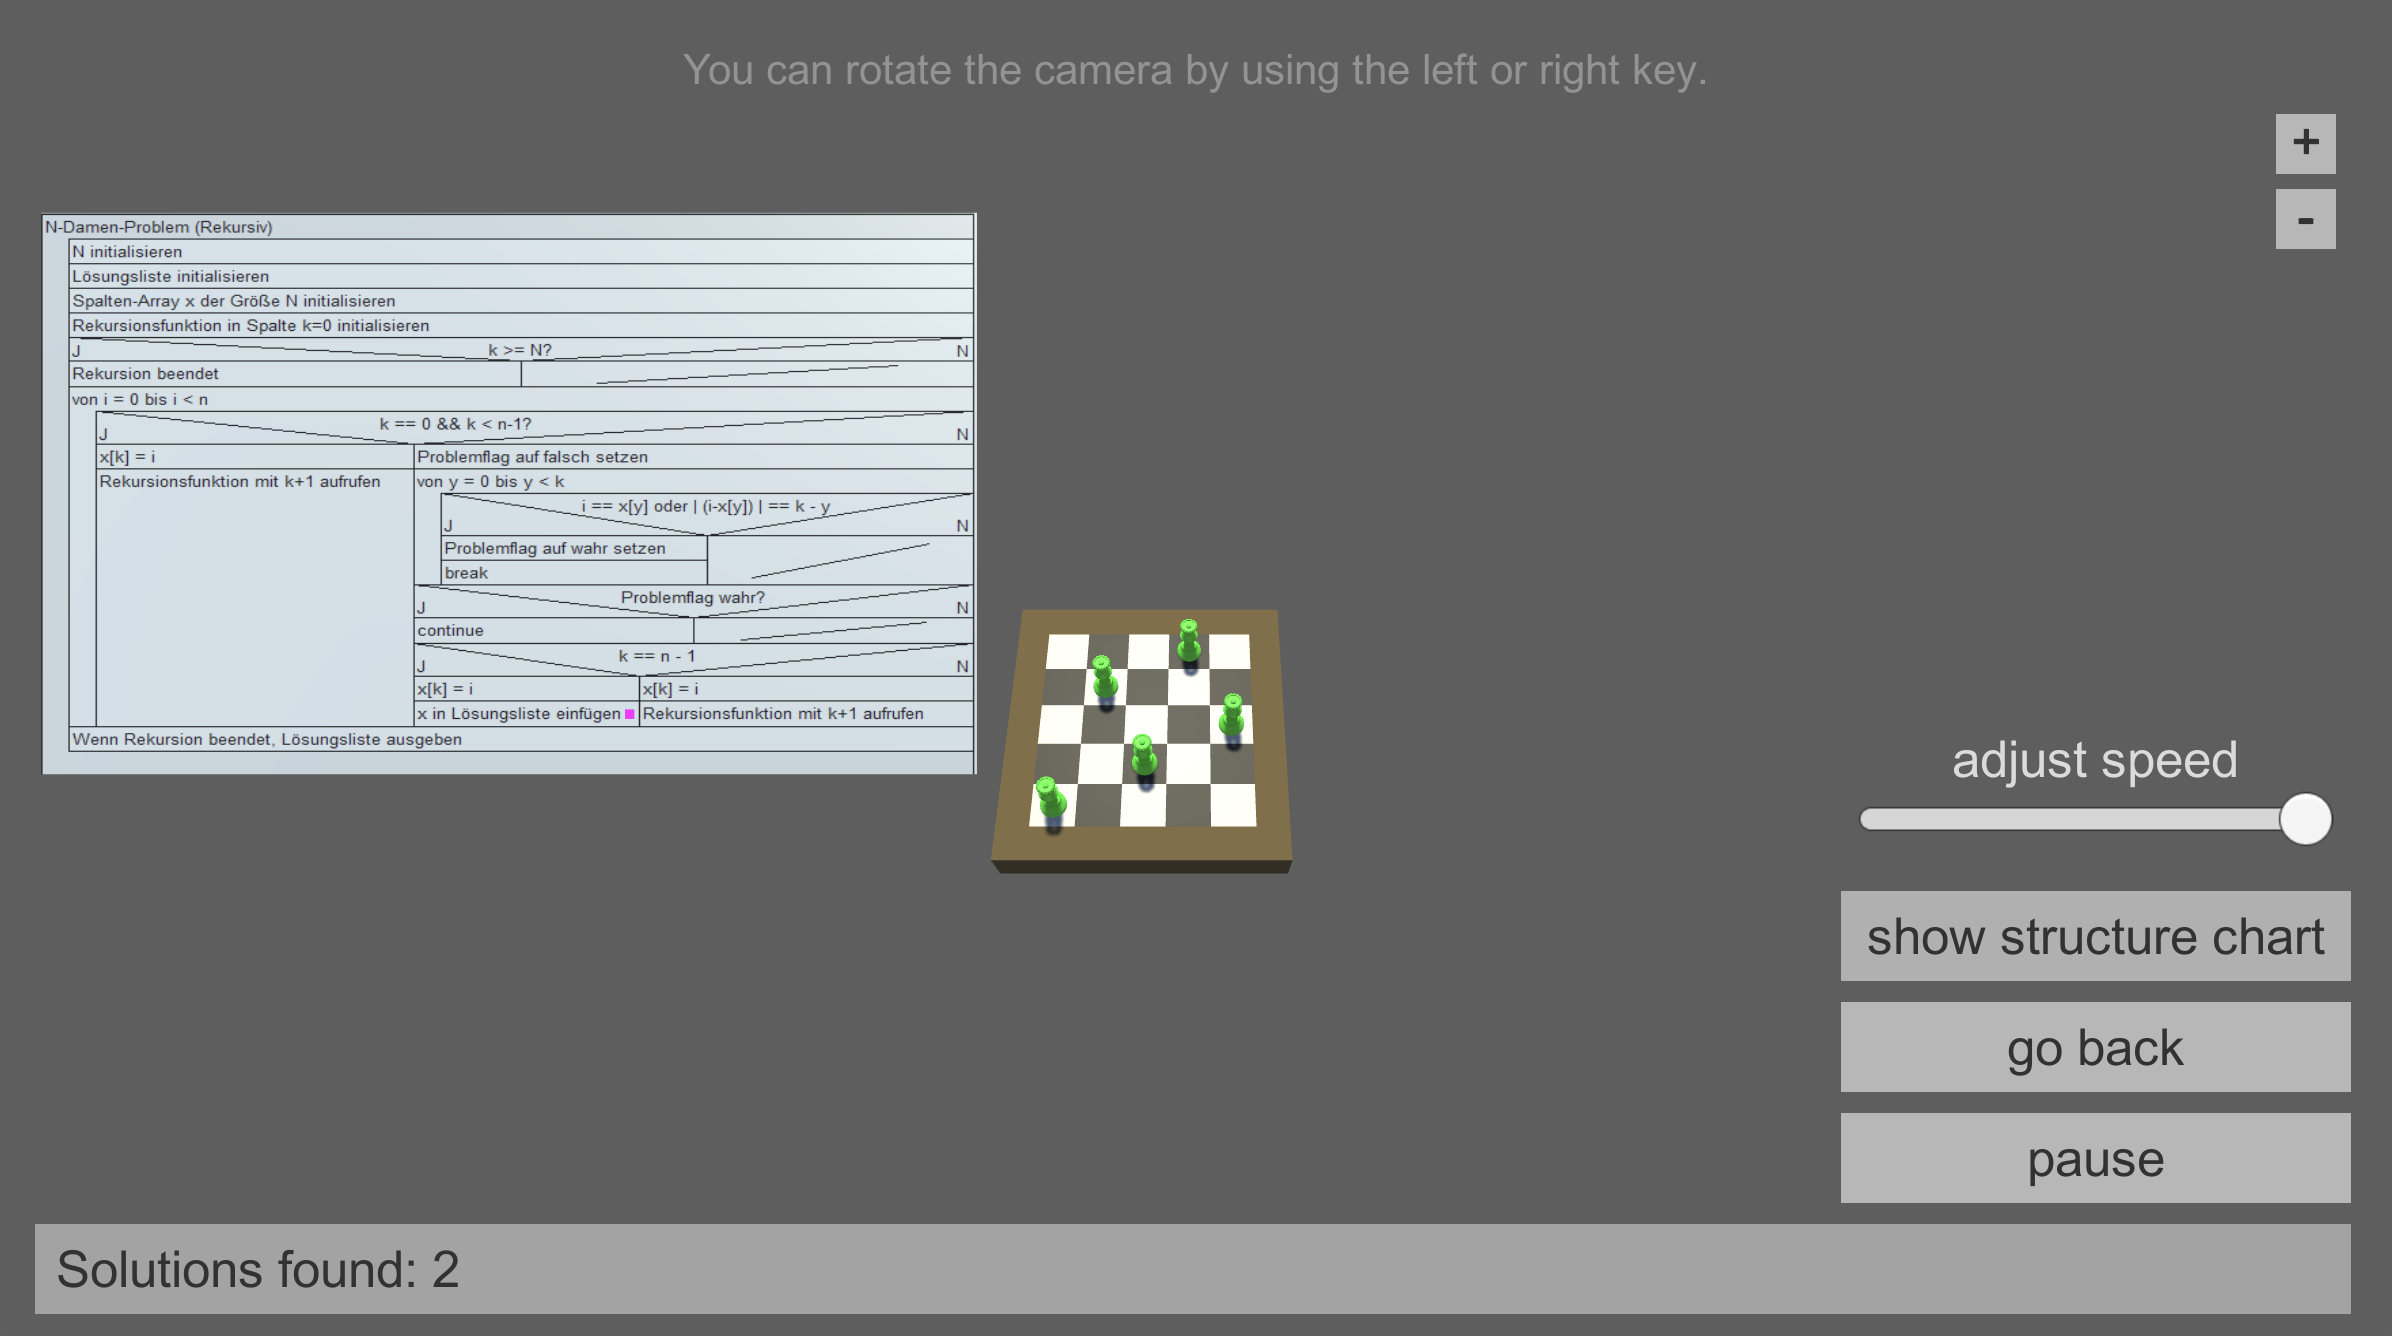 You can rotate the camera by using the left or right key.
+
-
N-Damen-Problem (Rekursiv)
N initialisieren
Lösungsliste initialisieren
Spalten-Array x der Größe N initialisieren
Rekursionsfunktion in Spalte k=0 initialisieren
J k >= N? N
Rekursion beendet
von i = 0 bis i < n
k == 0 && k < n-1?
J N
x[k] = i Problemflag auf falsch setzen
Rekursionsfunktion mit k+1 aufrufen von y = 0 bis y < k
i == x[y] oder | (i-x[y]) | == k - y
J N
Problemflag auf wahr setzen
break
Problemflag wahr?
J N
continue
k == n - 1
J N
x[k] = i x[k] = i
x in Lösungsliste einfügen Rekursionsfunktion mit k+1 aufrufen
Wenn Rekursion beendet, Lösungsliste ausgeben
adjust speed
show structure chart
go back
pause
Solutions found: 2